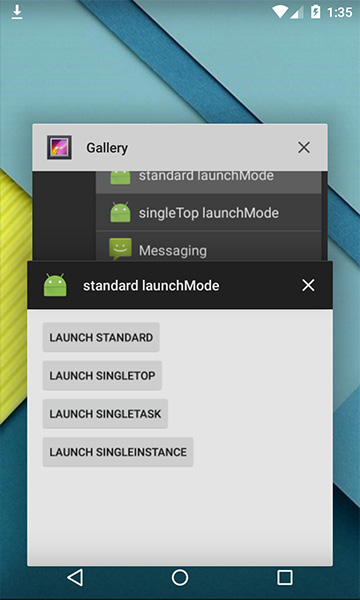 1:35
Gallery
standard launchMode
singleTop launchMode
Messaging
standard launchMode
LAUNCH STANDARD
LAUNCH SINGLETOP
LAUNCH SINGLETASK
LAUNCH SINGLEINSTANCE